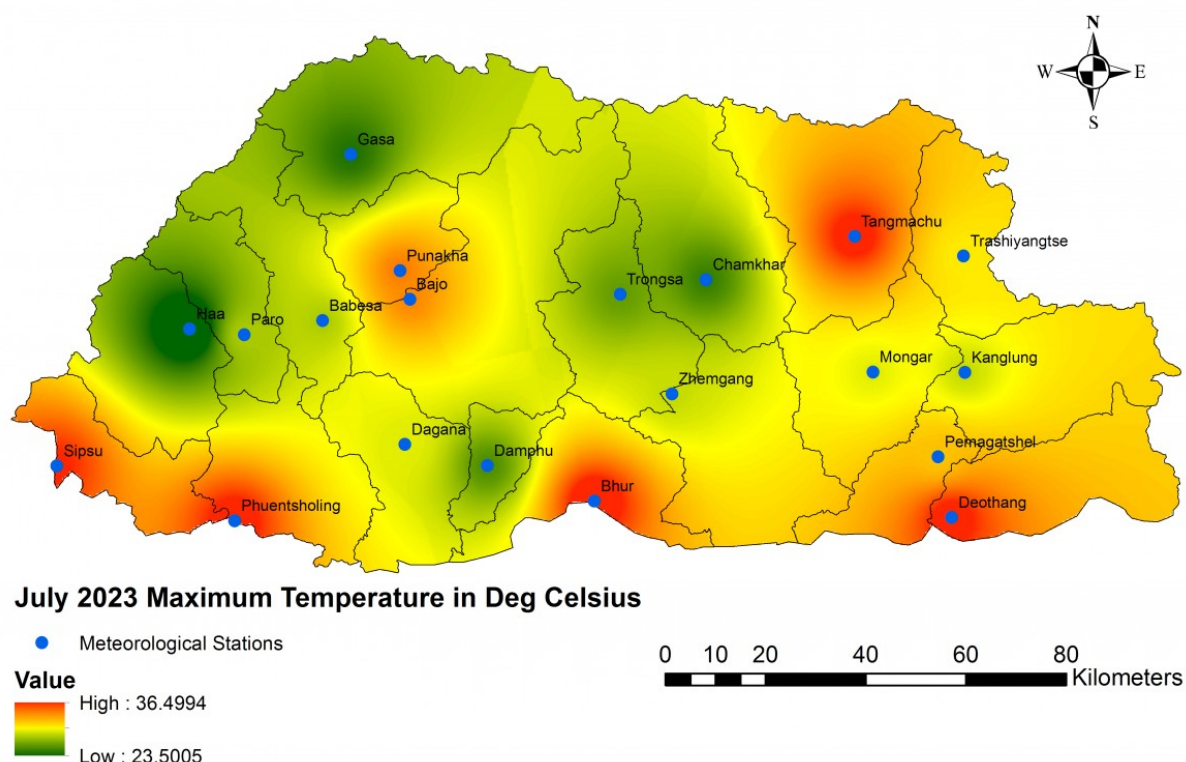 N
W E
S
Gasa
Tangmachu
Trashiyangtse
Punakha
Chamkhar
Bajo
Trongsa
Babesa
Haa
Paro
Mongar
Kanglung
Zhemgang
Dagana
Damphu
Pemagatshel
Sipsu
Bhur
Phuentsholing
Deothang
July 2023 Maximum Temperature in Deg Celsius
Meteorological Stations
0 10 20 40 60 80
Kilometers
Value
High : 36.4994
Low : 23.5005